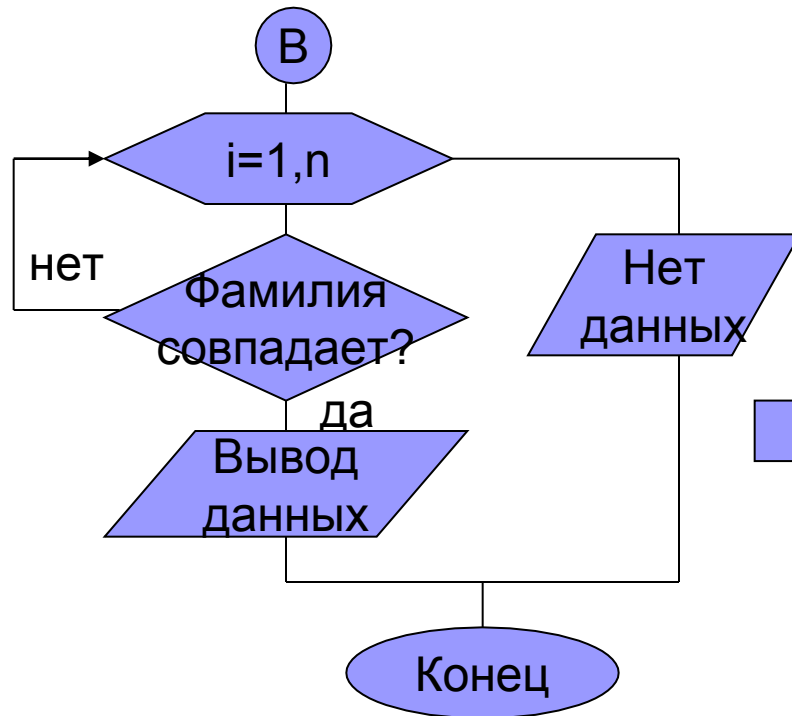 В
i=1,n
нет
Фамилия
совпадает?
Нет
данных
да
Вывод
данных
Конец